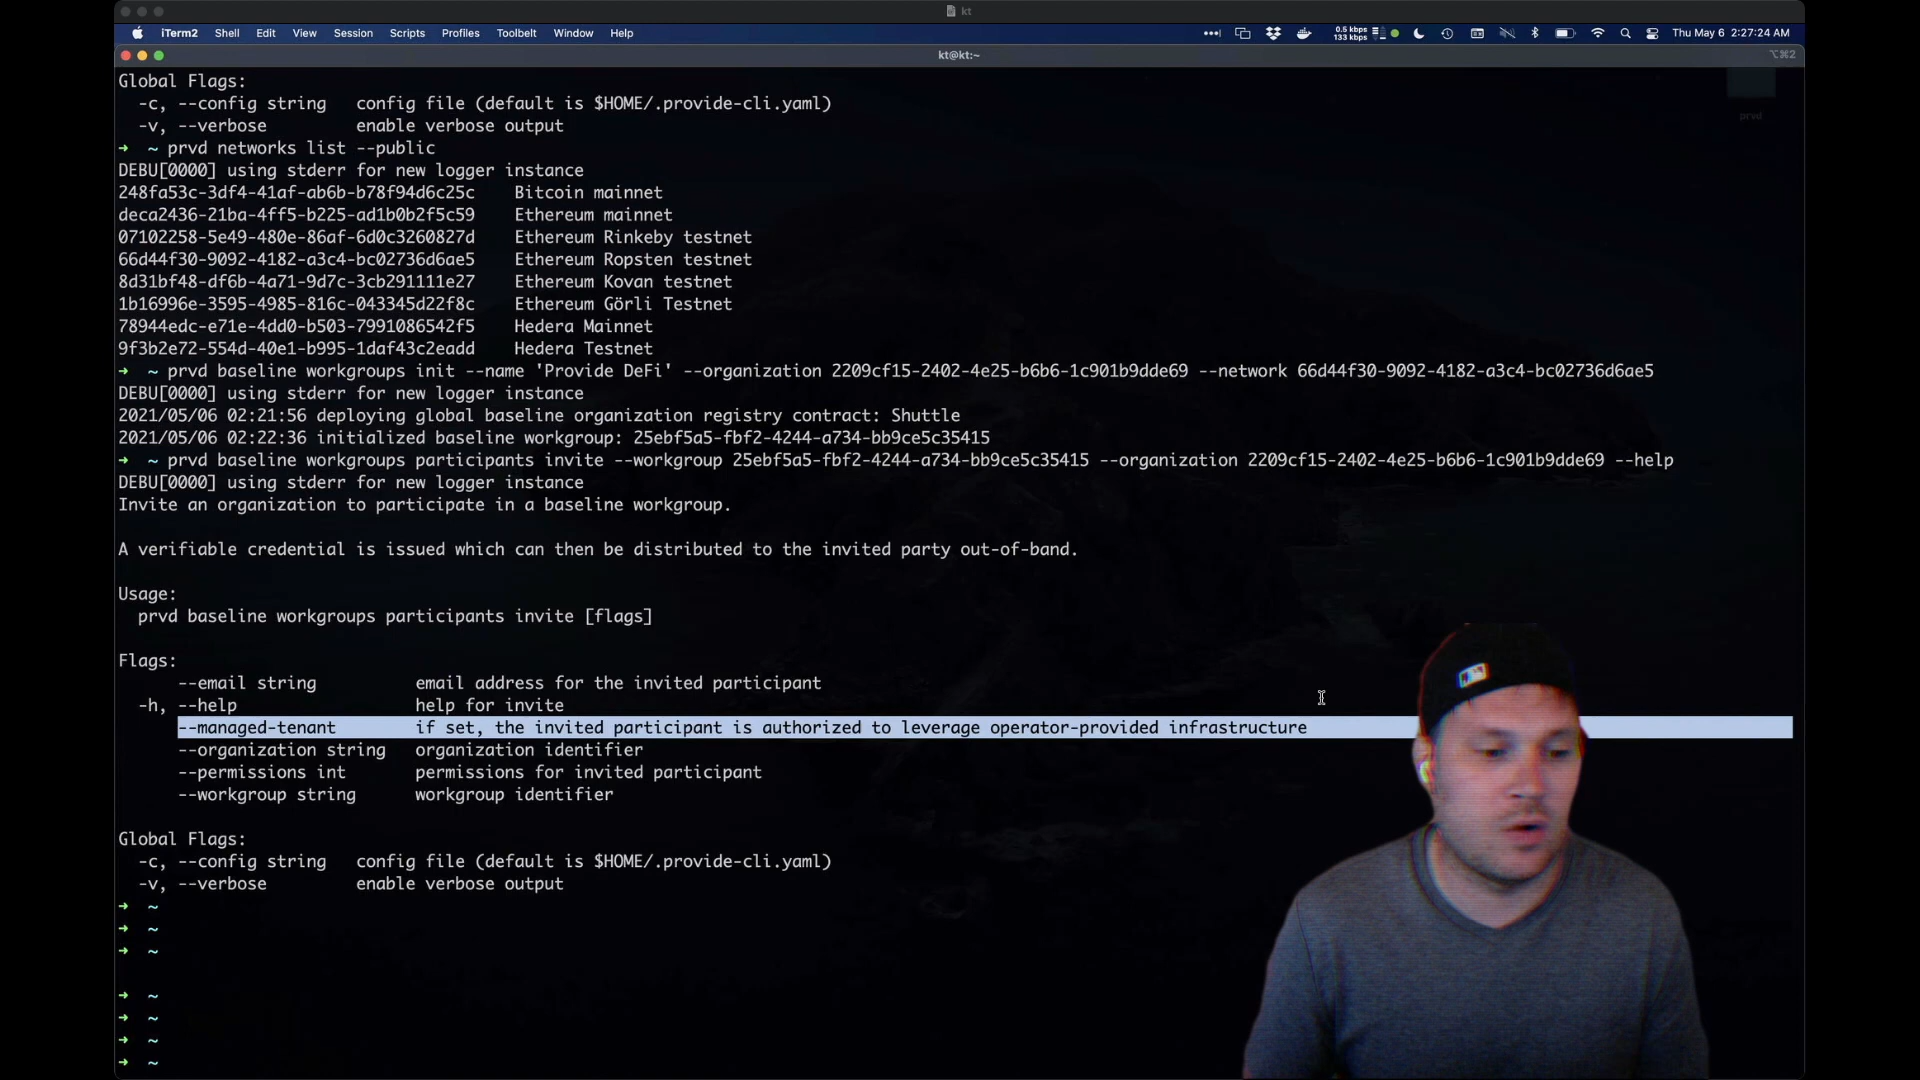 kt
iTerm2 Shell Edit View Session Scripts Profiles Toolbelt Window Help
0.5 kbps
133 kbps
Thu May 6 2:27:24 AM
kt@kt:~
⌥⌘2
Global Flags:
-c, --config string config file (default is $HOME/.provide-cli.yaml)
prvd
-v, --verbose enable verbose output
➜ ~ prvd networks list --public
DEBU[0000] using stderr for new logger instance
248fa53c-3df4-41af-ab6b-b78f94d6c25c Bitcoin mainnet
deca2436-21ba-4ff5-b225-ad1b0b2f5c59 Ethereum mainnet
07102258-5e49-480e-86af-6d0c3260827d Ethereum Rinkeby testnet
66d44f30-9092-4182-a3c4-bc02736d6ae5 Ethereum Ropsten testnet
8d31bf48-df6b-4a71-9d7c-3cb291111e27 Ethereum Kovan testnet
1b16996e-3595-4985-816c-043345d22f8c Ethereum Görli Testnet
78944edc-e71e-4dd0-b503-7991086542f5 Hedera Mainnet
9f3b2e72-554d-40e1-b995-1daf43c2eadd Hedera Testnet
➜ ~ prvd baseline workgroups init --name 'Provide DeFi' --organization 2209cf15-2402-4e25-b6b6-1c901b9dde69 --network 66d44f30-9092-4182-a3c4-bc02736d6ae5
DEBU[0000] using stderr for new logger instance
2021/05/06 02:21:56 deploying global baseline organization registry contract: Shuttle
2021/05/06 02:22:36 initialized baseline workgroup: 25ebf5a5-fbf2-4244-a734-bb9ce5c35415
➜ ~ prvd baseline workgroups participants invite --workgroup 25ebf5a5-fbf2-4244-a734-bb9ce5c35415 --organization 2209cf15-2402-4e25-b6b6-1c901b9dde69 --help
DEBU[0000] using stderr for new logger instance
Invite an organization to participate in a baseline workgroup.
A verifiable credential is issued which can then be distributed to the invited party out-of-band.
Usage:
prvd baseline workgroups participants invite [flags]
Flags:
--email string email address for the invited participant
-h, --help help for invite
--managed-tenant if set, the invited participant is authorized to leverage operator-provided infrastructure
--organization string organization identifier
--permissions int permissions for invited participant
--workgroup string workgroup identifier
Global Flags:
-c, --config string config file (default is $HOME/.provide-cli.yaml)
-v, --verbose enable verbose output
➜ ~
➜ ~
➜ ~
➜ ~
➜ ~
➜ ~
➜ ~